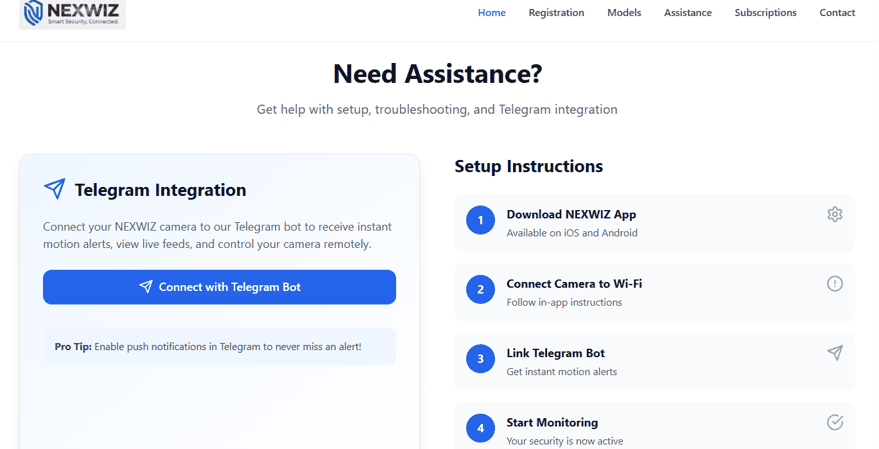 NEXWIZ
Smart Security, Connected.
Home Registration Models Assistance Subscriptions Contact
Need Assistance?
Get help with setup, troubleshooting, and Telegram integration
Telegram Integration
Connect your NEXWIZ camera to our Telegram bot to receive instant
motion alerts, view live feeds, and control your camera remotely.
Connect with Telegram Bot
Pro Tip: Enable push notifications in Telegram to never miss an alert!
Setup Instructions
1
Download NEXWIZ App
Available on iOS and Android
2
Connect Camera to Wi-Fi
Follow in-app instructions
3
Link Telegram Bot
Get instant motion alerts
4
Start Monitoring
Your security is now active